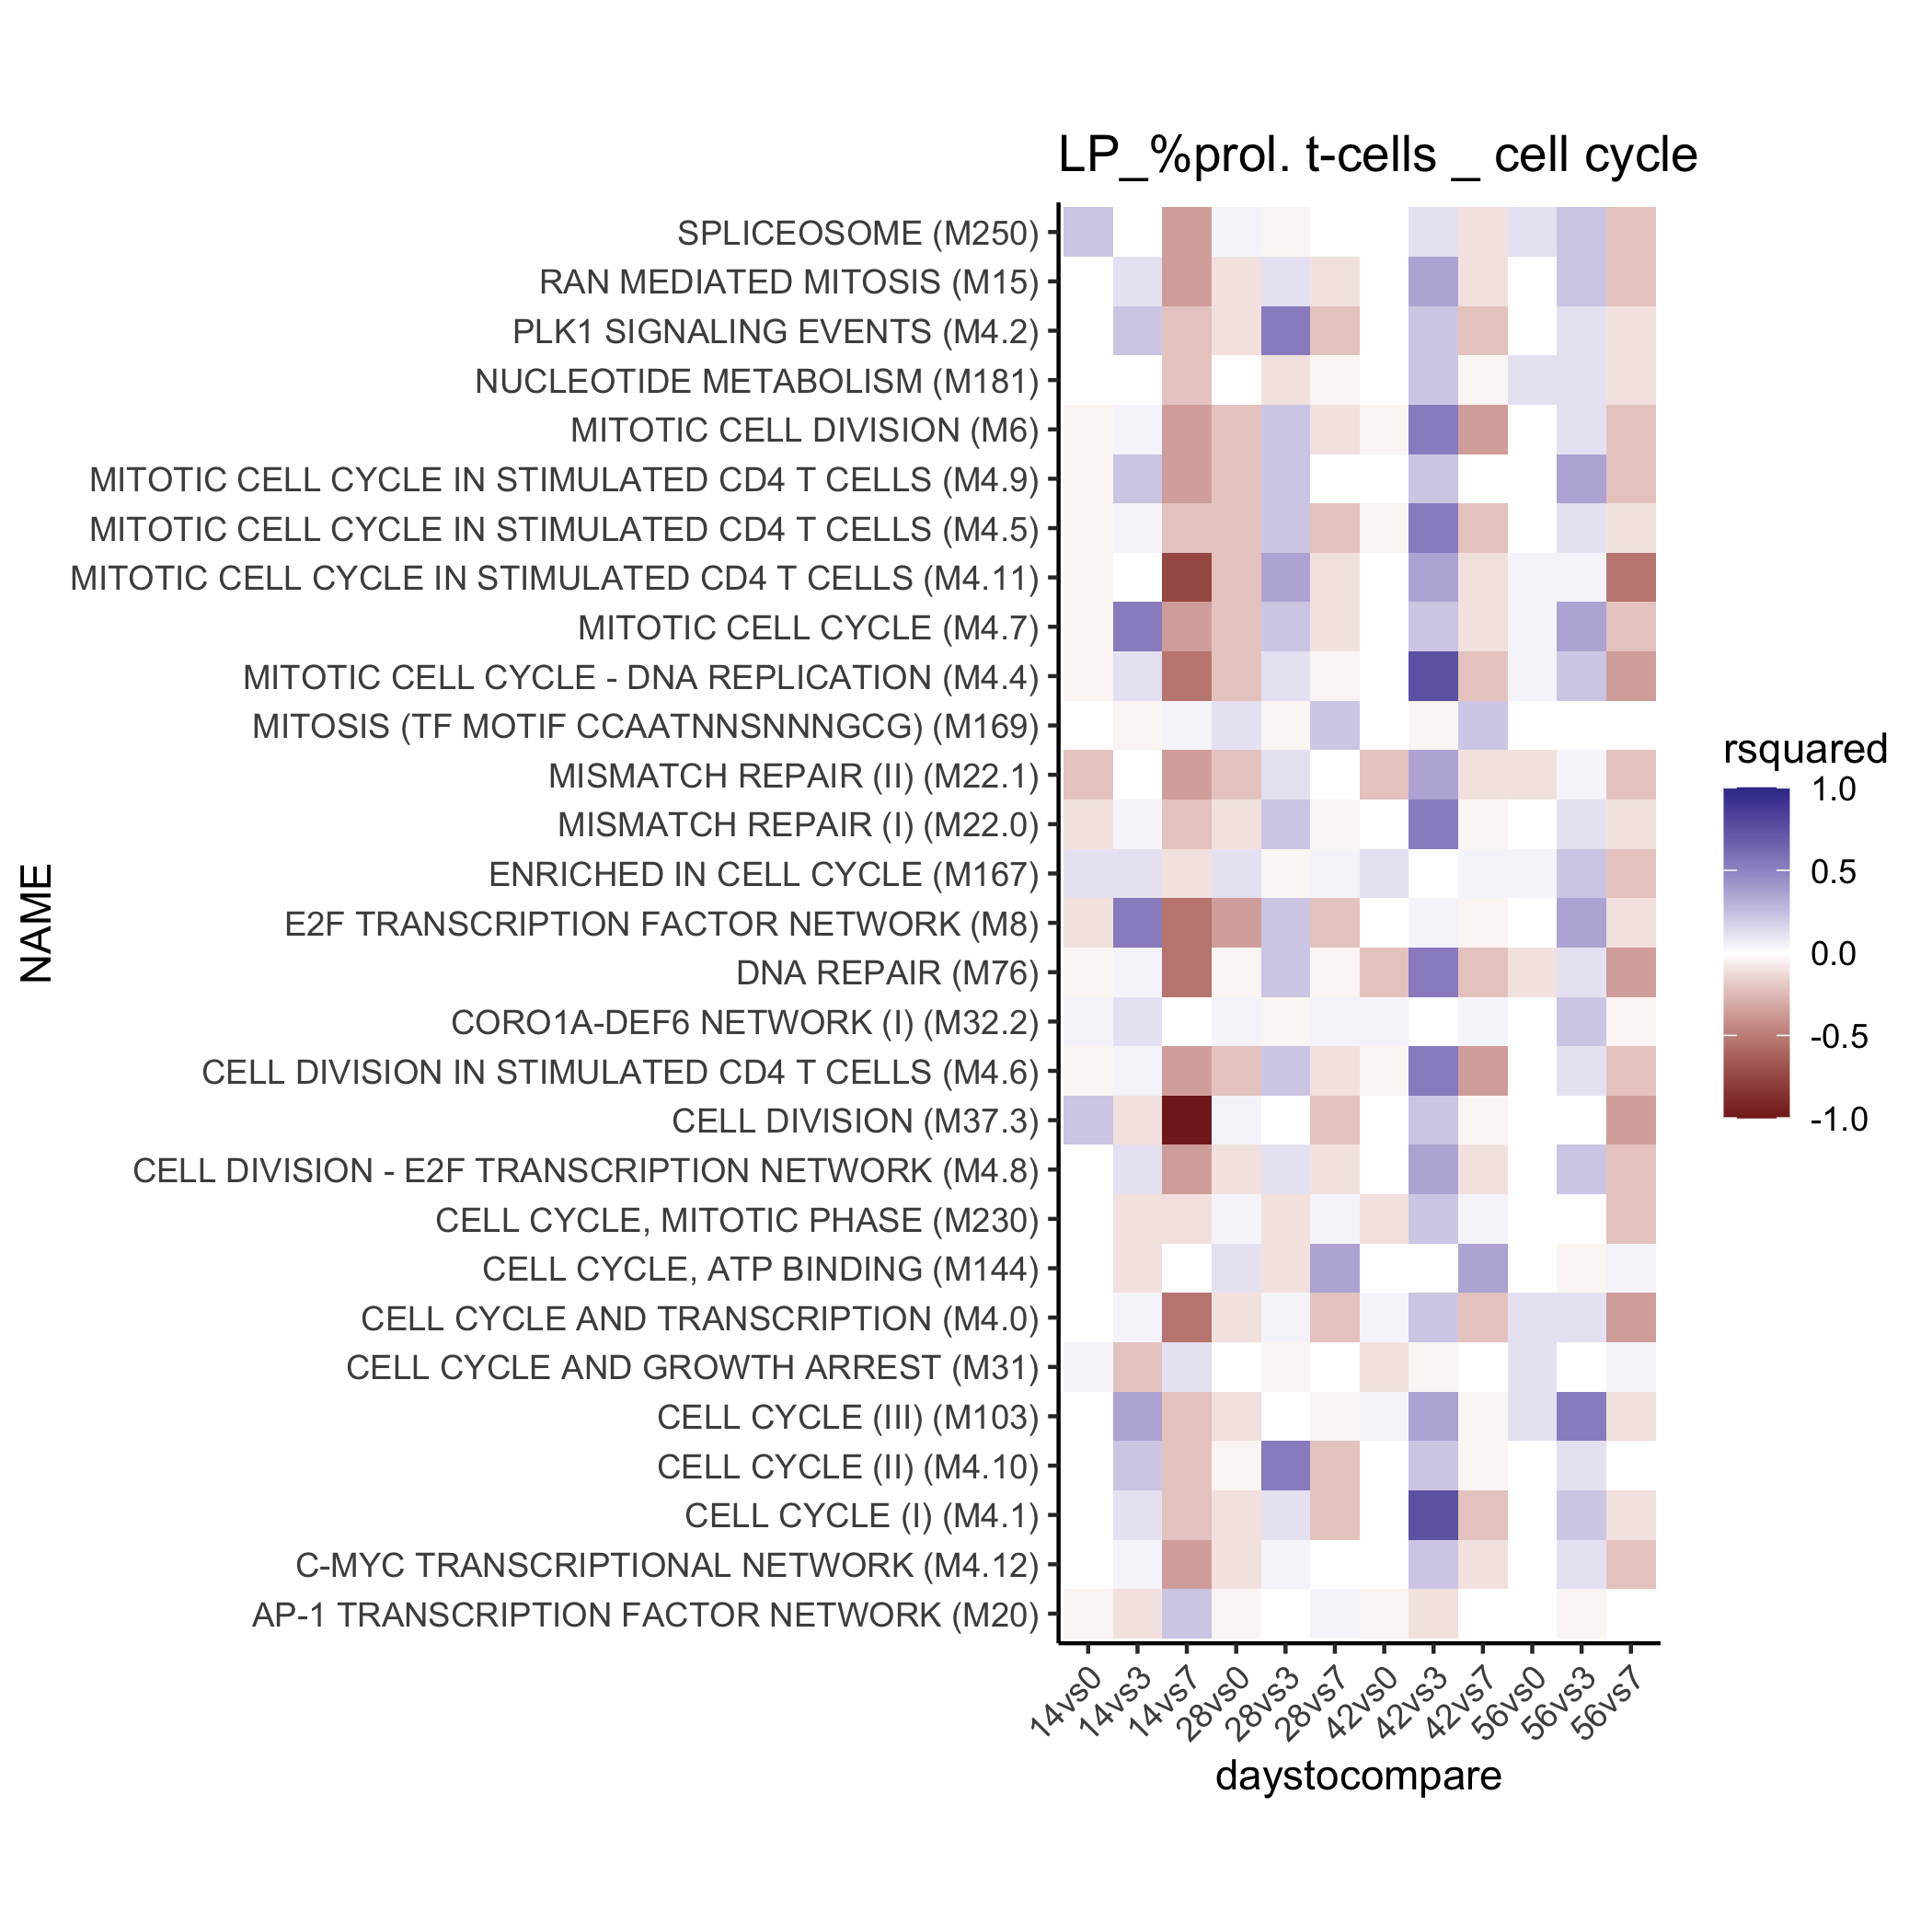 LP_%prol. t-cells _ cell cycle
NAME
SPLICEOSOME (M250)
RAN MEDIATED MITOSIS (M15)
PLK1 SIGNALING EVENTS (M4.2)
NUCLEOTIDE METABOLISM (M181)
MITOTIC CELL DIVISION (M6)
MITOTIC CELL CYCLE IN STIMULATED CD4 T CELLS (M4.9)
MITOTIC CELL CYCLE IN STIMULATED CD4 T CELLS (M4.5)
MITOTIC CELL CYCLE IN STIMULATED CD4 T CELLS (M4.11)
MITOTIC CELL CYCLE (M4.7)
MITOTIC CELL CYCLE - DNA REPLICATION (M4.4)
MITOSIS (TF MOTIF CCAATNNSNNNGCG) (M169)
MISMATCH REPAIR (II) (M22.1)
MISMATCH REPAIR (I) (M22.0)
ENRICHED IN CELL CYCLE (M167)
E2F TRANSCRIPTION FACTOR NETWORK (M8)
DNA REPAIR (M76)
CORO1A-DEF6 NETWORK (I) (M32.2)
CELL DIVISION IN STIMULATED CD4 T CELLS (M4.6)
CELL DIVISION (M37.3)
CELL DIVISION - E2F TRANSCRIPTION NETWORK (M4.8)
CELL CYCLE, MITOTIC PHASE (M230)
CELL CYCLE, ATP BINDING (M144)
CELL CYCLE AND TRANSCRIPTION (M4.0)
CELL CYCLE AND GROWTH ARREST (M31)
CELL CYCLE (III) (M103)
CELL CYCLE (II) (M4.10)
CELL CYCLE (I) (M4.1)
C-MYC TRANSCRIPTIONAL NETWORK (M4.12)
AP-1 TRANSCRIPTION FACTOR NETWORK (M20)
14vs0
14vs3
14vs7
28vs0
28vs3
28vs7
42vs0
42vs3
42vs7
56vs0
56vs3
56vs7
daystocompare
rsquared
1.0
0.5
0.0
-0.5
-1.0